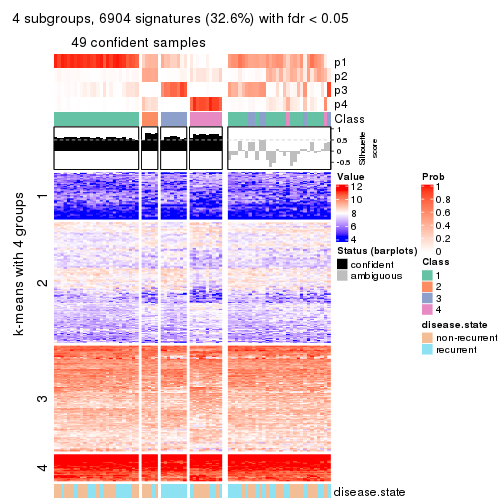 4 subgroups, 6904 signatures (32.6%) with fdr < 0.05
49 confident samples
p1
p2
p3
p4
Class
1
0.5
0
-0.5
Silhouette
score
k-means with 4 groups
1
2
3
4
disease.state
Value
12
10
8
6
4
Prob
1
0.8
0.6
0.4
0.2
0
Status (barplots)
confident
ambiguous
Class
1
2
3
4
disease.state
non-recurrent
recurrent